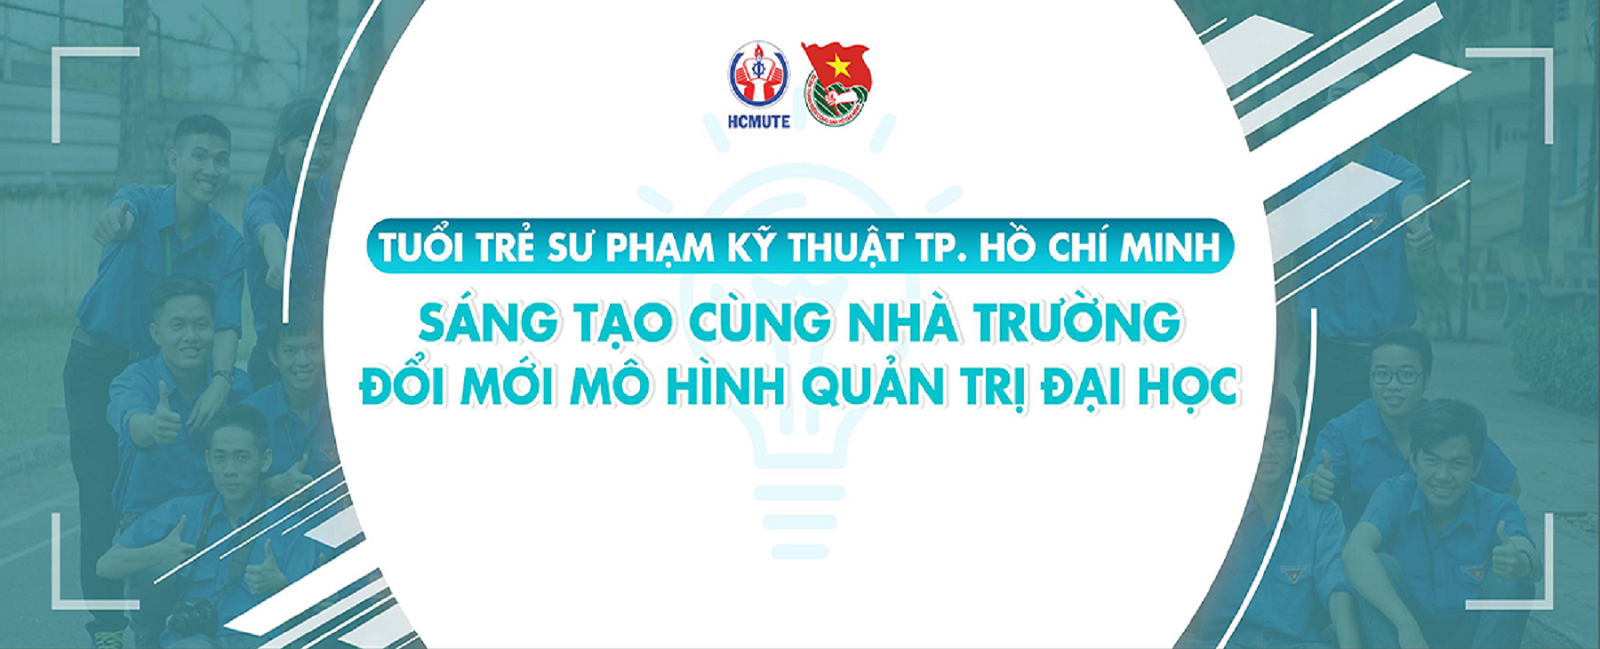 HCMUTE
TUỔI TRẺ SƯ PHẠM KỸ THUẬT TP. HỒ CHÍ MINH
SÁNG TẠO CÙNG NHÀ TRƯỜNG
ĐỔI MỚI MÔ HÌNH QUẢN TRỊ ĐẠI HỌC